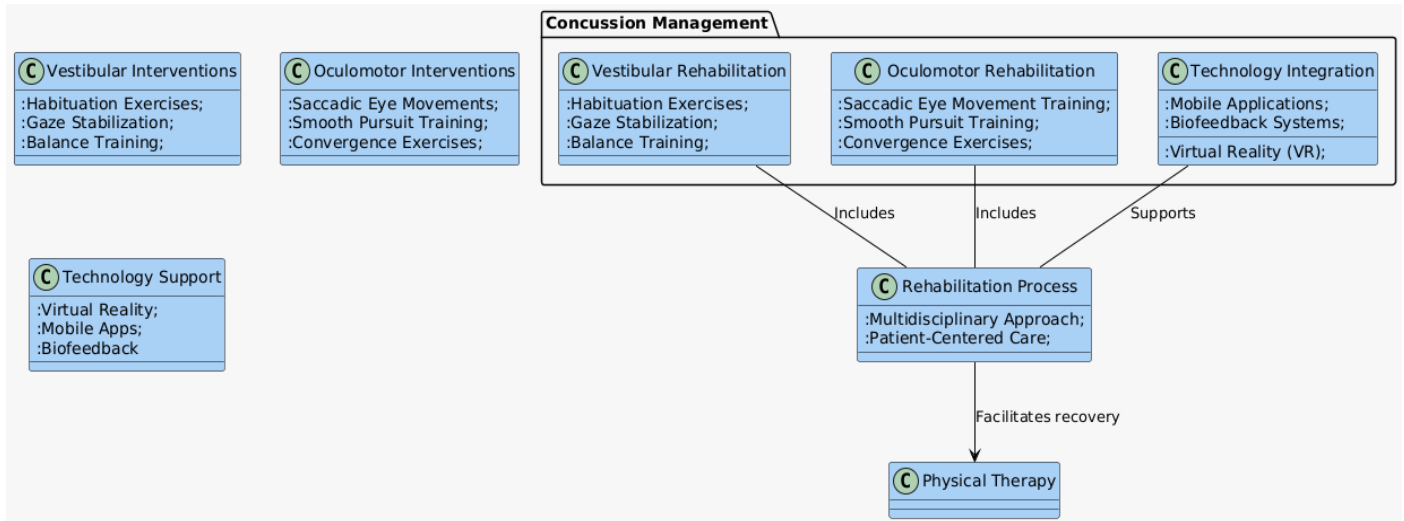 Concussion Management
C Vestibular Interventions
:Habituation Exercises;
:Gaze Stabilization;
:Balance Training;
C Oculomotor Interventions
:Saccadic Eye Movements;
:Smooth Pursuit Training;
:Convergence Exercises;
C Vestibular Rehabilitation
:Habituation Exercises;
:Gaze Stabilization;
:Balance Training;
C Oculomotor Rehabilitation
:Saccadic Eye Movement Training;
:Smooth Pursuit Training;
:Convergence Exercises;
C Technology Integration
:Mobile Applications;
:Biofeedback Systems;
:Virtual Reality (VR);
Includes
Includes
Supports
C Technology Support
:Virtual Reality;
:Mobile Apps;
:Biofeedback
C Rehabilitation Process
:Multidisciplinary Approach;
:Patient-Centered Care;
Facilitates recovery
C Physical Therapy